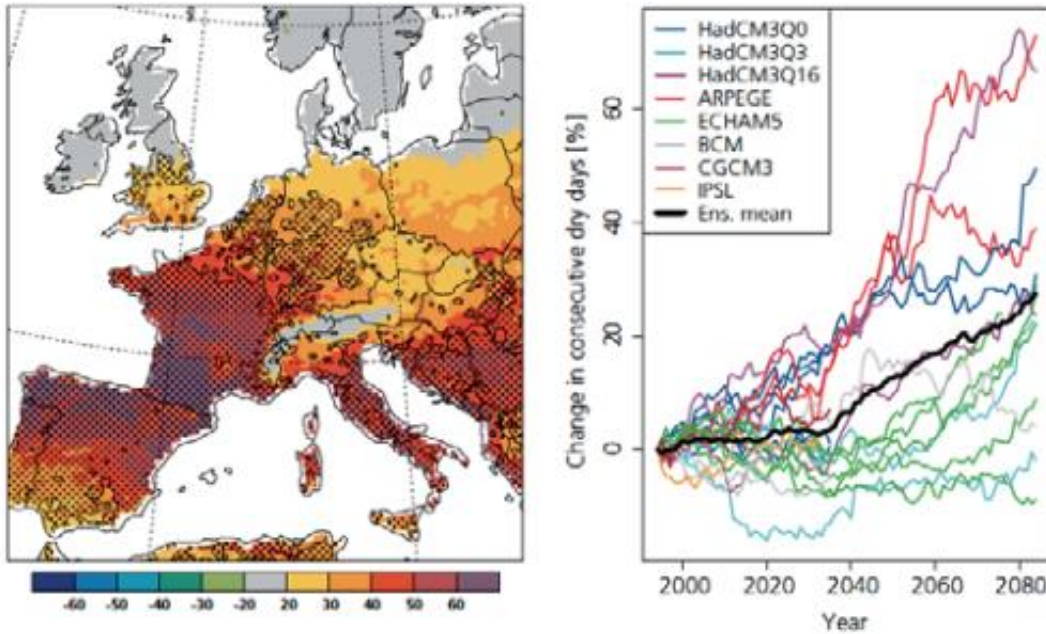 -60 -50 -40 -30 -20 20 30 40 50 60
HadCM3Q0
HadCM3Q3
HadCM3Q16
ARPEGE
ECHAM5
BCM
CGCM3
IPSL
Ens. mean
Change in consecutive dry days [%]
60
40
20
0
2000 2020 2040 2060 2080
Year